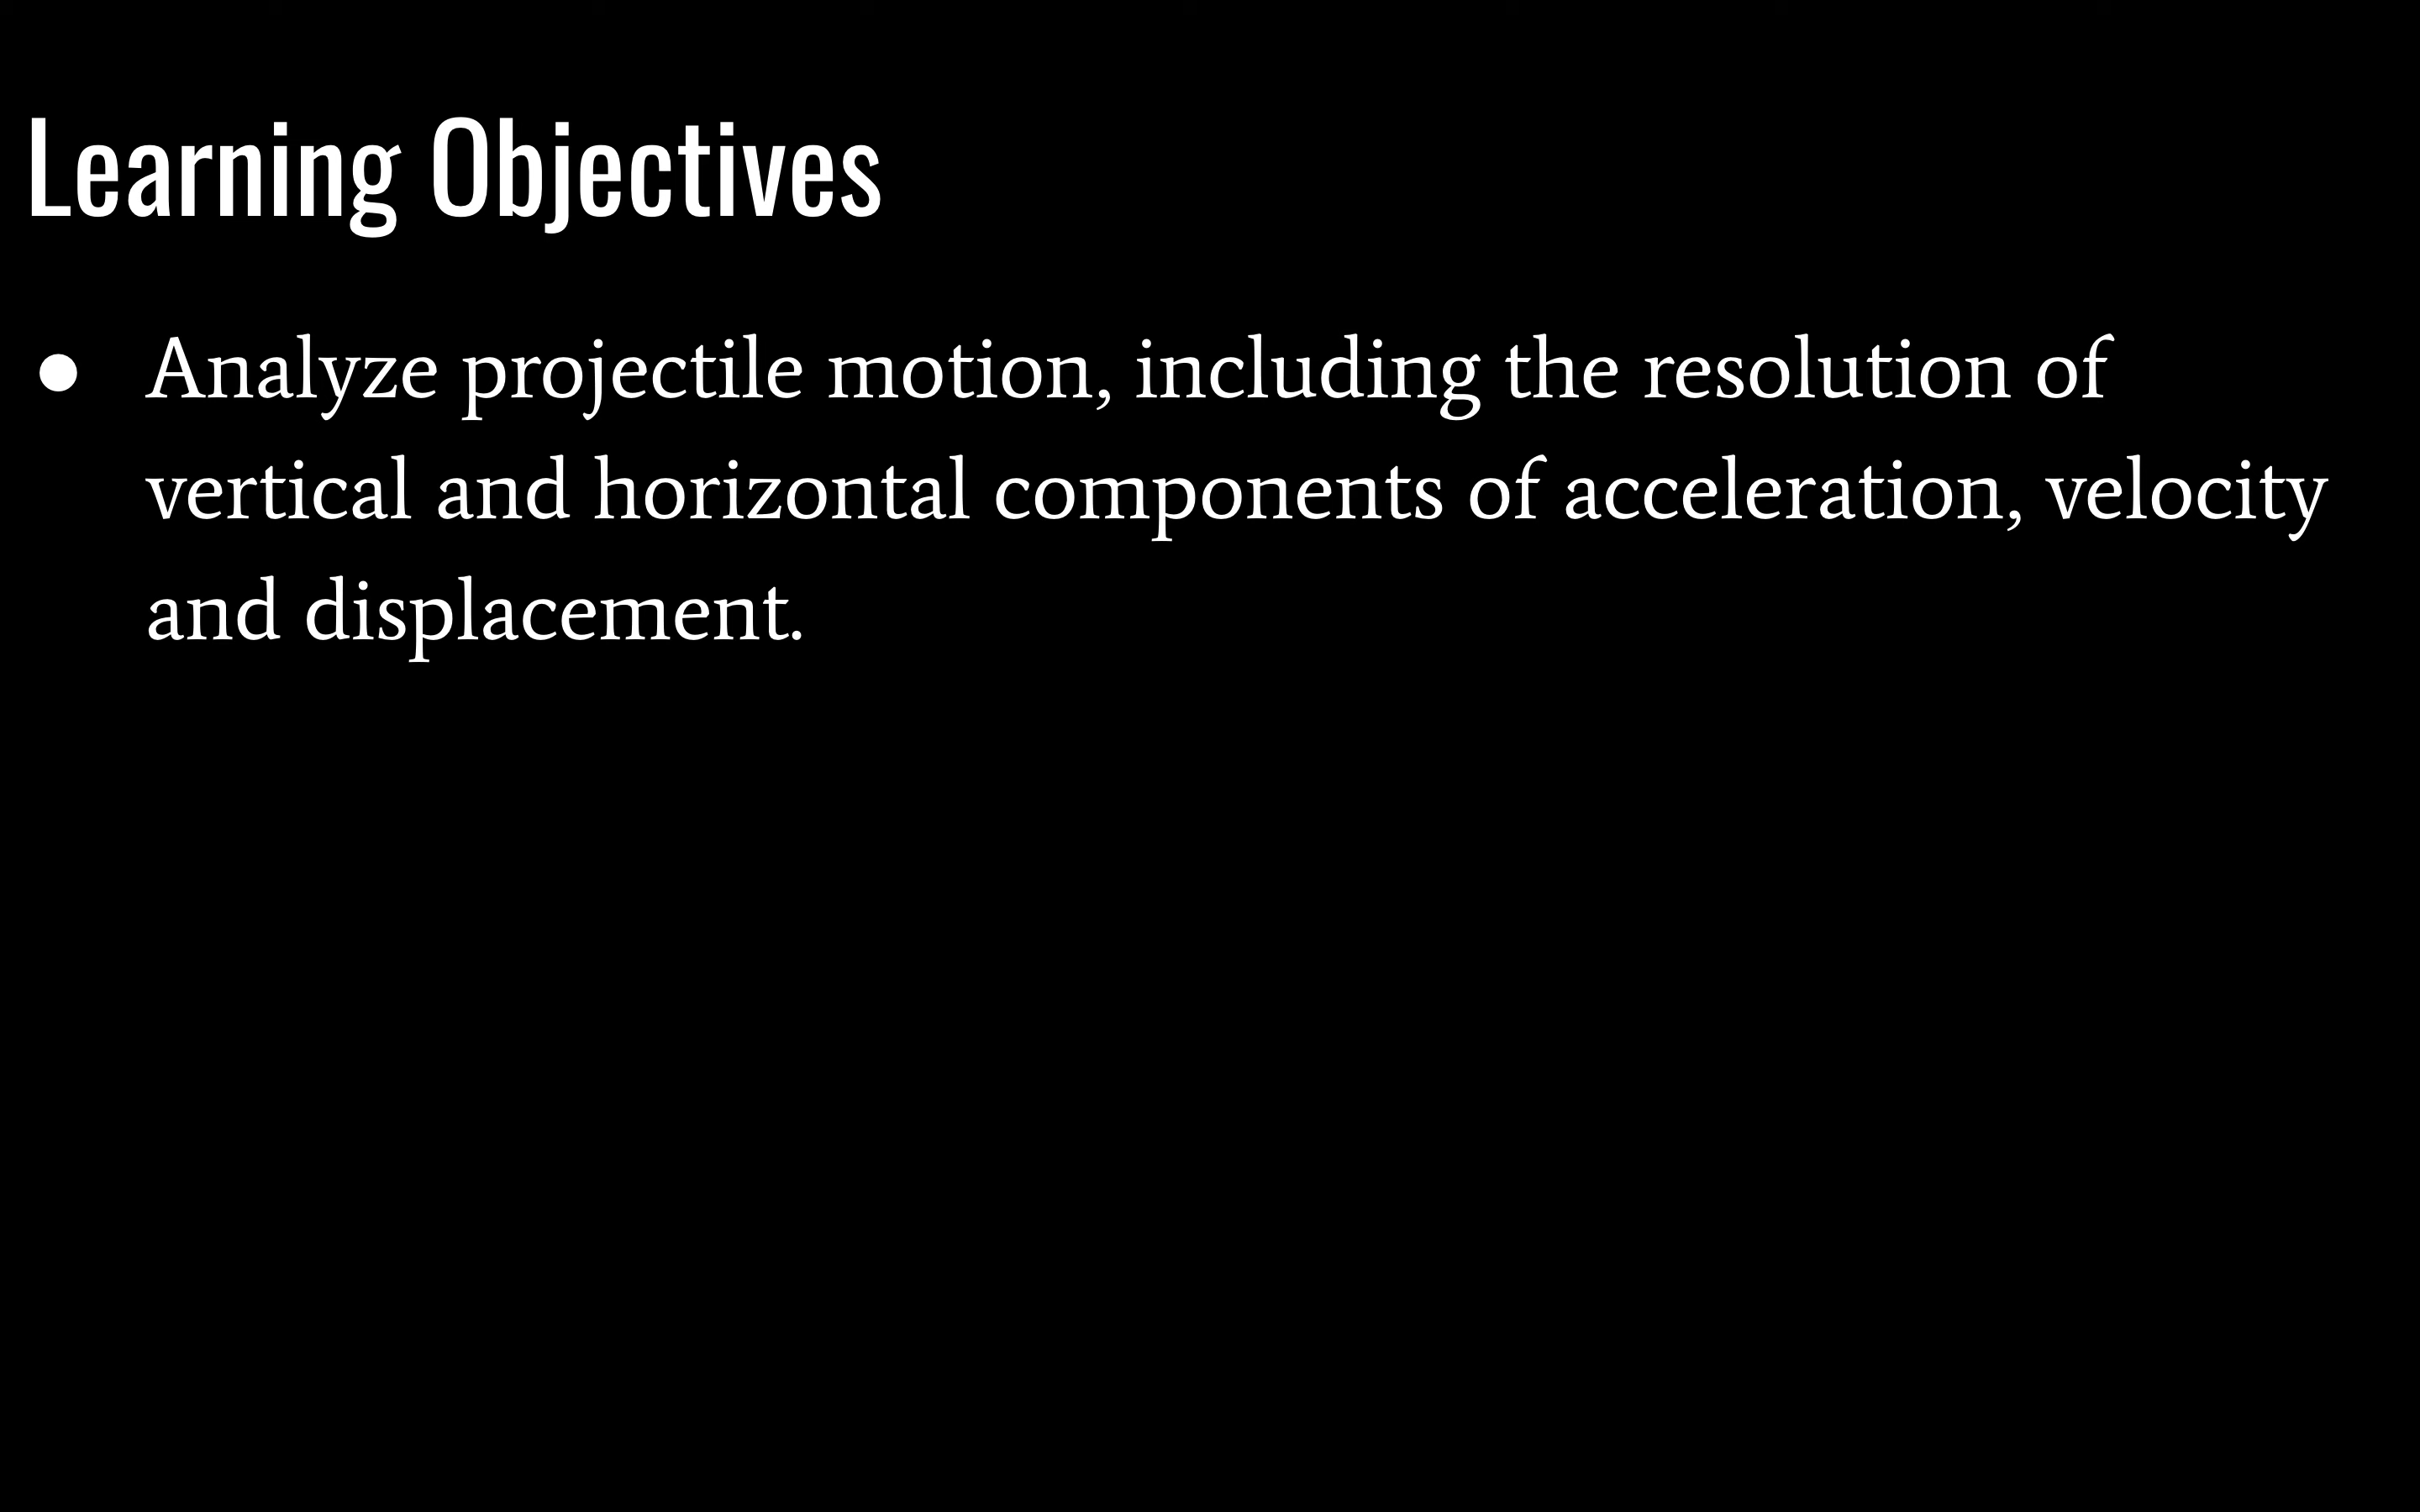 Learning Objectives
● Analyze projectile motion, including the resolution of
vertical and horizontal components of acceleration, velocity
and displacement.